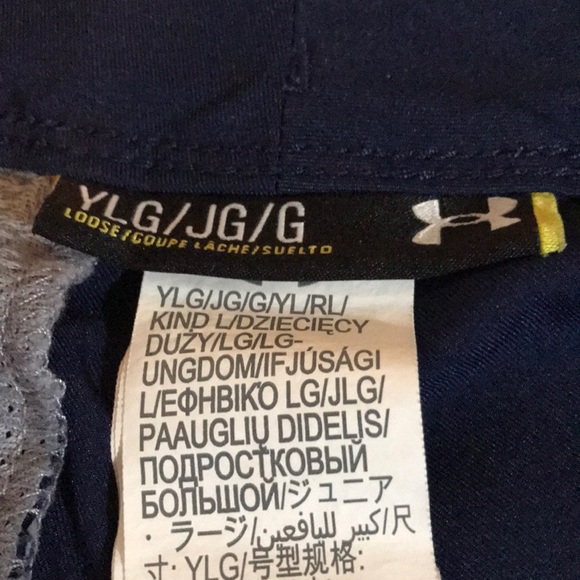 YLG/JG/G
LOOSE/COUPE LÂCHE/SUELTO
YLG/JG/G/YL/RL/
KIND L/DZIECIĘCY
DUŻY/LG/LG-
UNGDOM/IFJÚSÁGI
L/ΕΦΗΒΙΚΌ LG/JLG/
PAAUGLIŲ DIDELIS/
ПОДРОСТКОВЫЙ
БОЛЬШОЙ/ジュニア
・ラージ/كبير لليافعين/尺
寸: YLG/号型规格: